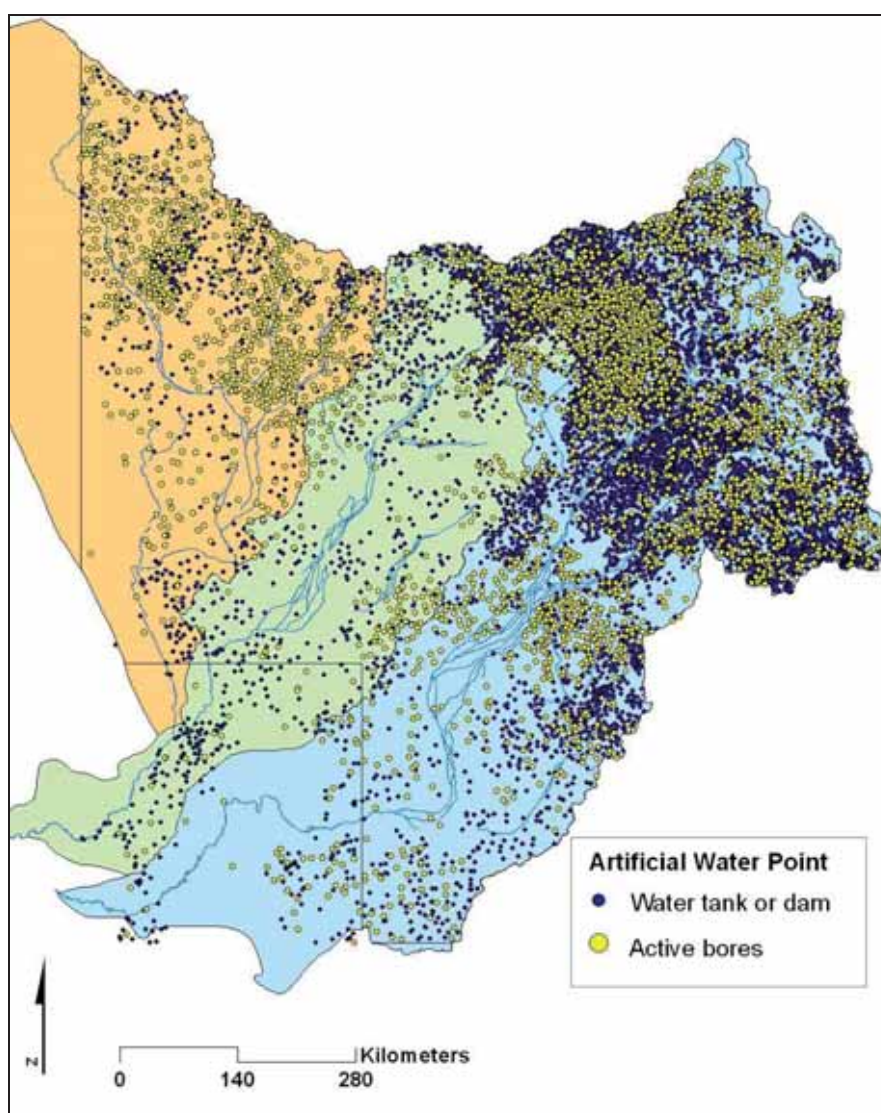 Artificial Water Point
Water tank or dam
Active bores
N
Kilometers
0 140 280